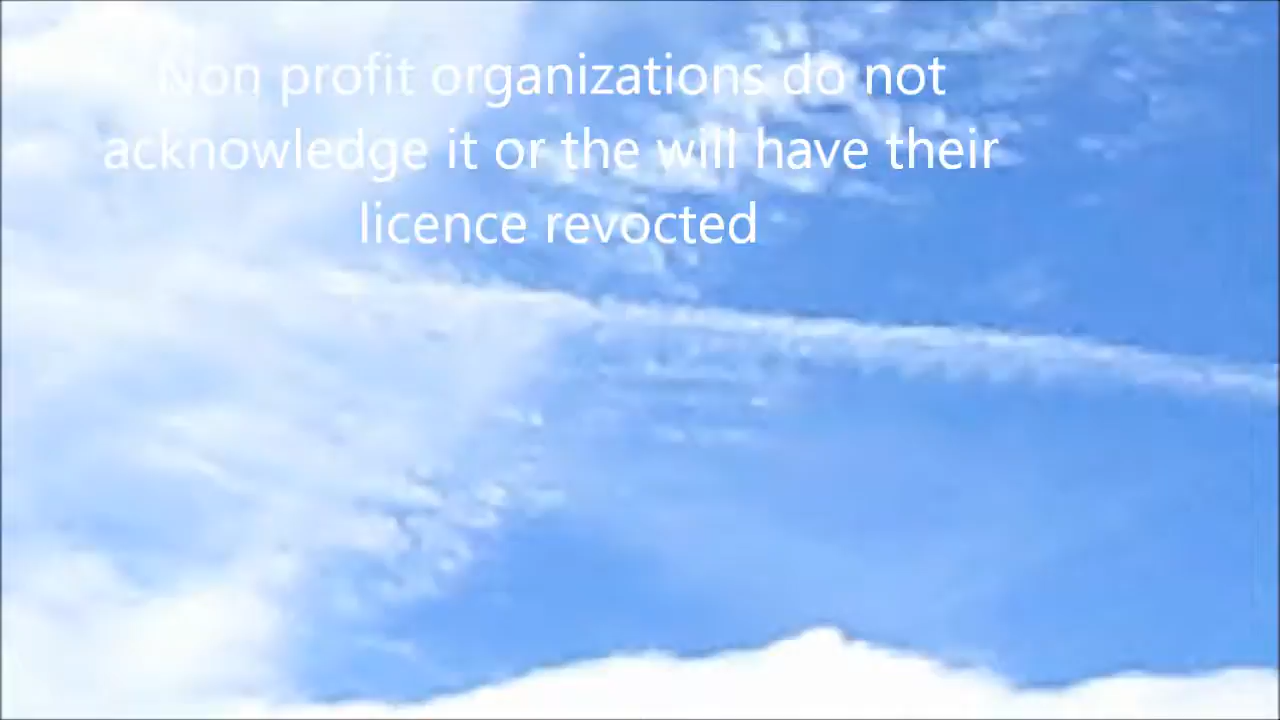 Non profit organizations do not
acknowledge it or the will have their
licence revocted